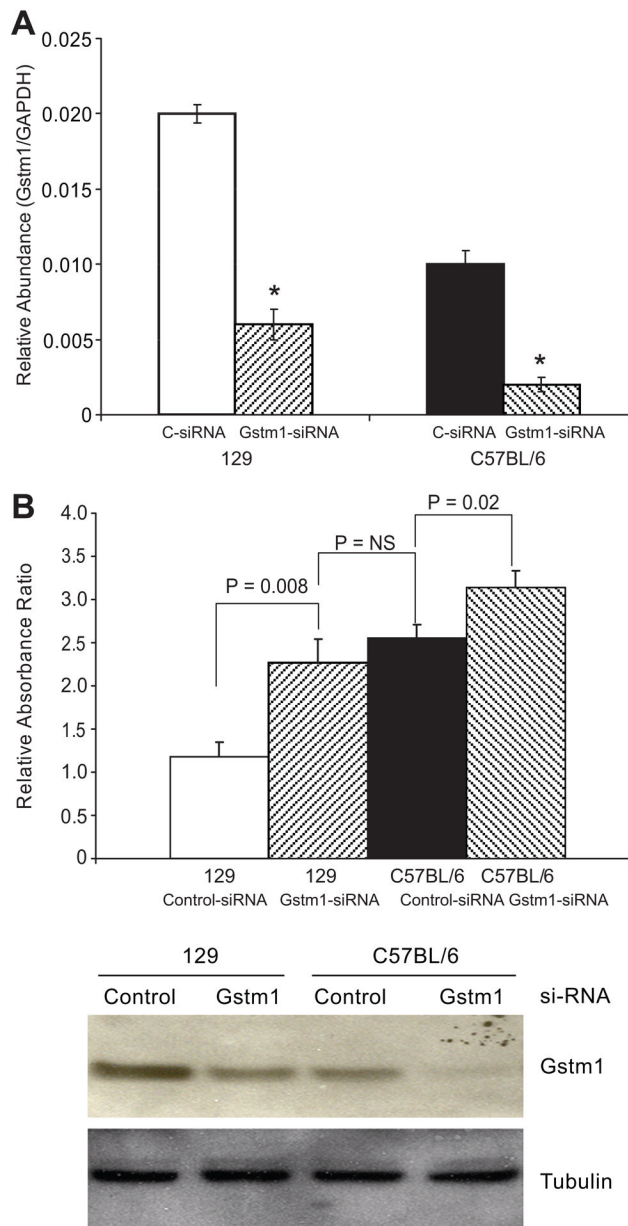 A
Relative Abundance (Gstm1/GAPDH)
0.025
0.020
0.015
0.010
0.005
0
*
*
C-siRNA Gstm1-siRNA C-siRNA Gstm1-siRNA
129 C57BL/6
B
Relative Absorbance Ratio
4.0
3.5
3.0
2.5
2.0
1.5
1.0
0.5
0
P = 0.02
P = NS
P = 0.008
129 129 C57BL/6 C57BL/6
Control-siRNA Gstm1-siRNA Control-siRNA Gstm1-siRNA
129 C57BL/6
Control Gstm1 Control Gstm1 si-RNA
Gstm1
Tubulin